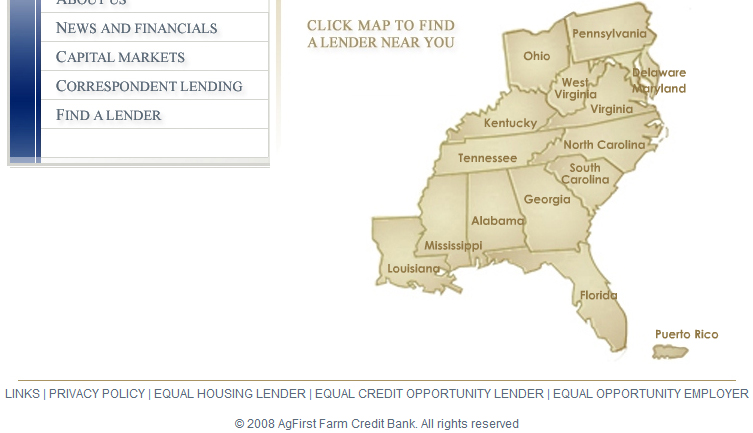 ABOUT US
NEWS AND FINANCIALS
CAPITAL MARKETS
CORRESPONDENT LENDING
FIND A LENDER
CLICK MAP TO FIND
A LENDER NEAR YOU
Pennsylvania
Ohio
Delaware
West
Virginia
Maryland
Virginia
Kentucky
North Carolina
Tennessee
South
Carolina
Georgia
Alabama
Mississippi
Louisiana
Florida
Puerto Rico
LINKS | PRIVACY POLICY | EQUAL HOUSING LENDER | EQUAL CREDIT OPPORTUNITY LENDER | EQUAL OPPORTUNITY EMPLOYER
© 2008 AgFirst Farm Credit Bank. All rights reserved